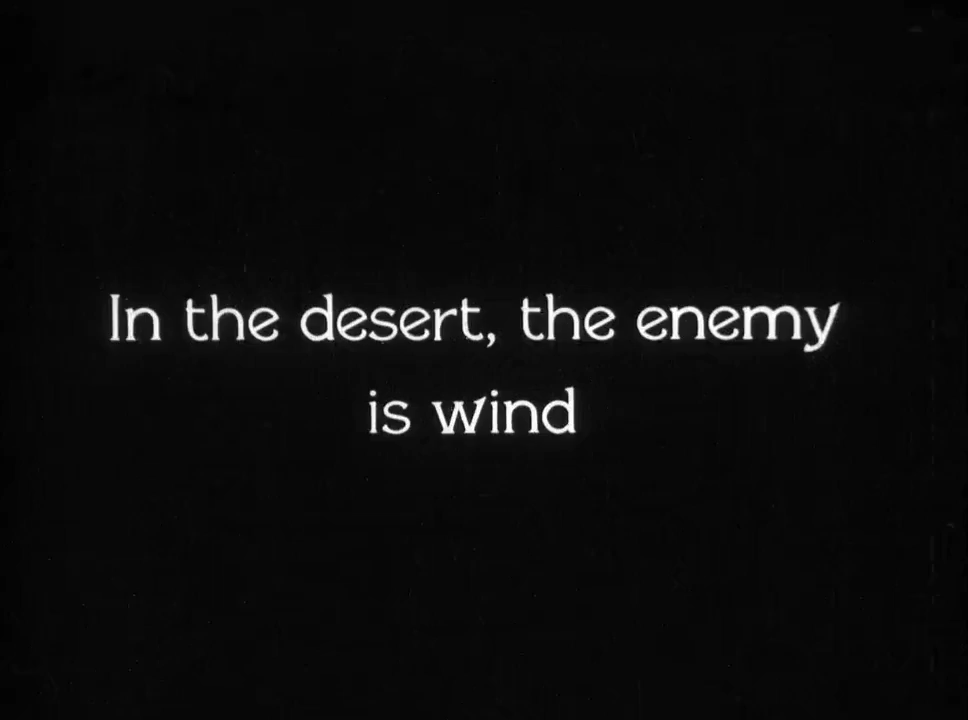 In the desert, the enemy
is wind